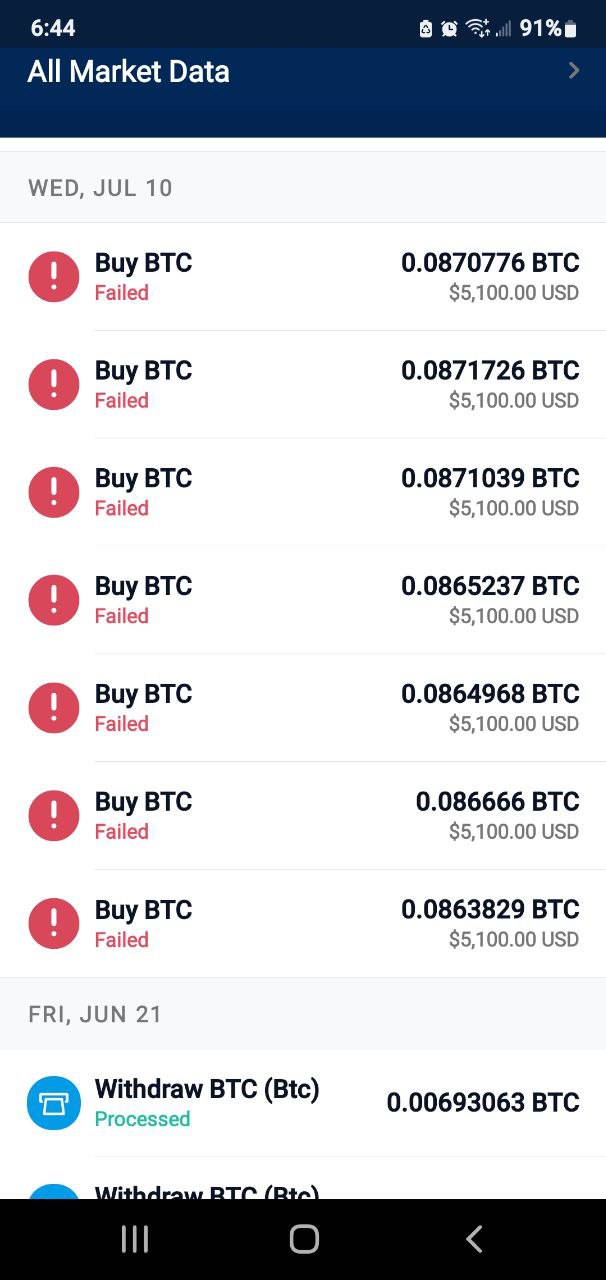 6:44 91%
All Market Data
WED, JUL 10
Buy BTC 0.0870776 BTC
Failed $5,100.00 USD
Buy BTC 0.0871726 BTC
Failed $5,100.00 USD
Buy BTC 0.0871039 BTC
Failed $5,100.00 USD
Buy BTC 0.0865237 BTC
Failed $5,100.00 USD
Buy BTC 0.0864968 BTC
Failed $5,100.00 USD
Buy BTC 0.086666 BTC
Failed $5,100.00 USD
Buy BTC 0.0863829 BTC
Failed $5,100.00 USD
FRI, JUN 21
Withdraw BTC (Btc) 0.00693063 BTC
Processed
Withdraw BTC (Btc)